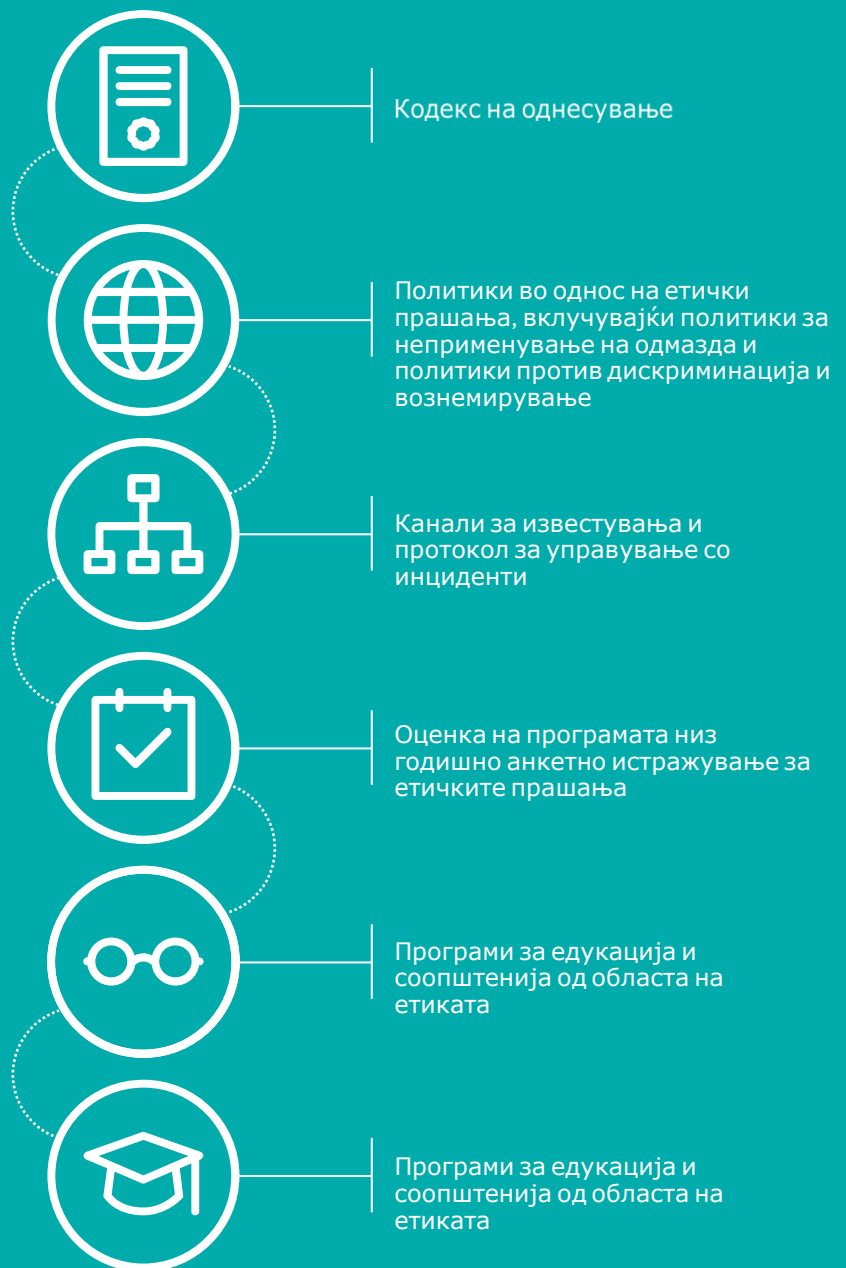 Кодекс на однесување
Политики во однос на етички
прашања, вклучувајќи политики за
неприменување на одмазда и
политики против дискриминација и
вознемирување
Канали за известувања и
протокол за управување со
инциденти
Оценка на програмата низ
годишно анкетно истражување за
етичките прашања
Програми за едукација и
соопштенија од областа на
етиката
Програми за едукација и
соопштенија од областа на
етиката